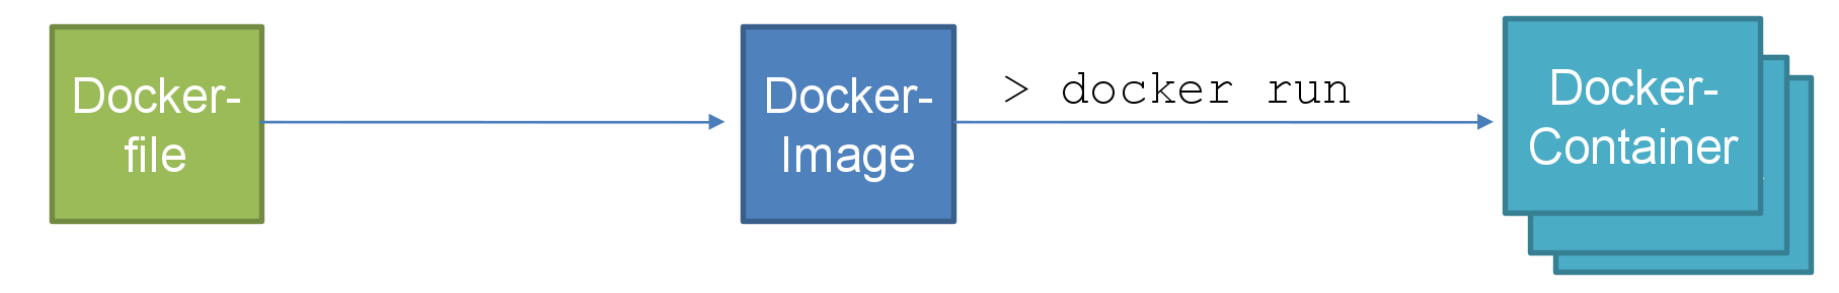 Docker-
file
Docker-
Image
> docker run
Docker-
Container